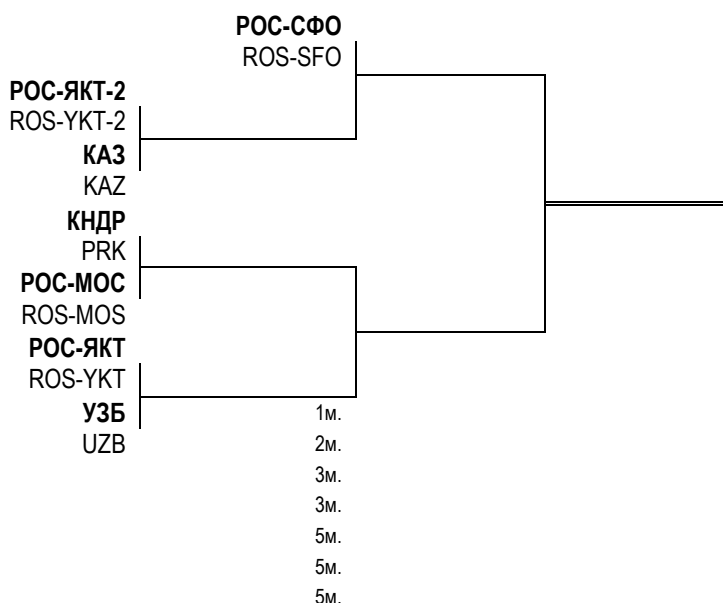 РОС-СФО
ROS-SFO
РОС-ЯКТ-2
ROS-YKT-2
КАЗ
KAZ
КНДР
PRK
РОС-МОС
ROS-MOS
РОС-ЯКТ
ROS-YKT
УЗБ
UZB
1м.
2м.
3м.
3м.
5м.
5м.
5м.